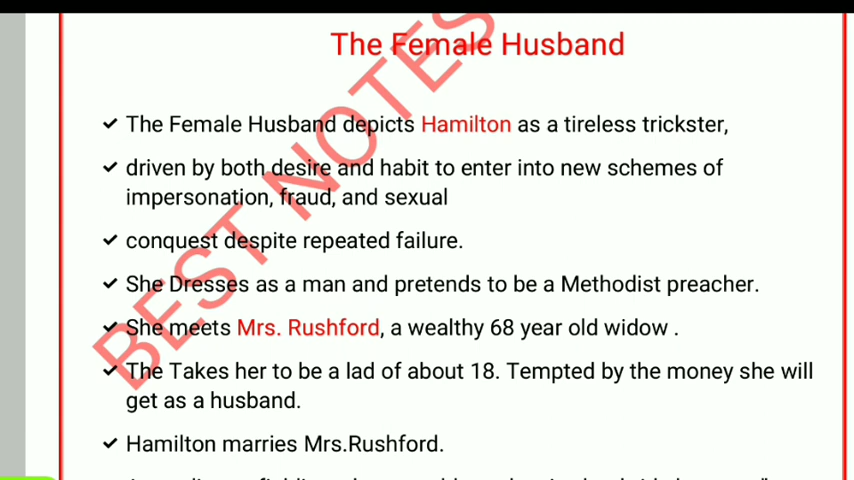 The Female Husband
✔ The Female Husband depicts Hamilton as a tireless trickster,
✔ driven by both desire and habit to enter into new schemes of
impersonation, fraud, and sexual
✔ conquest despite repeated failure.
✔ She Dresses as a man and pretends to be a Methodist preacher.
✔ She meets Mrs. Rushford, a wealthy 68 year old widow .
✔ The Takes her to be a lad of about 18. Tempted by the money she will
get as a husband.
✔ Hamilton marries Mrs.Rushford.
BEST NOTES